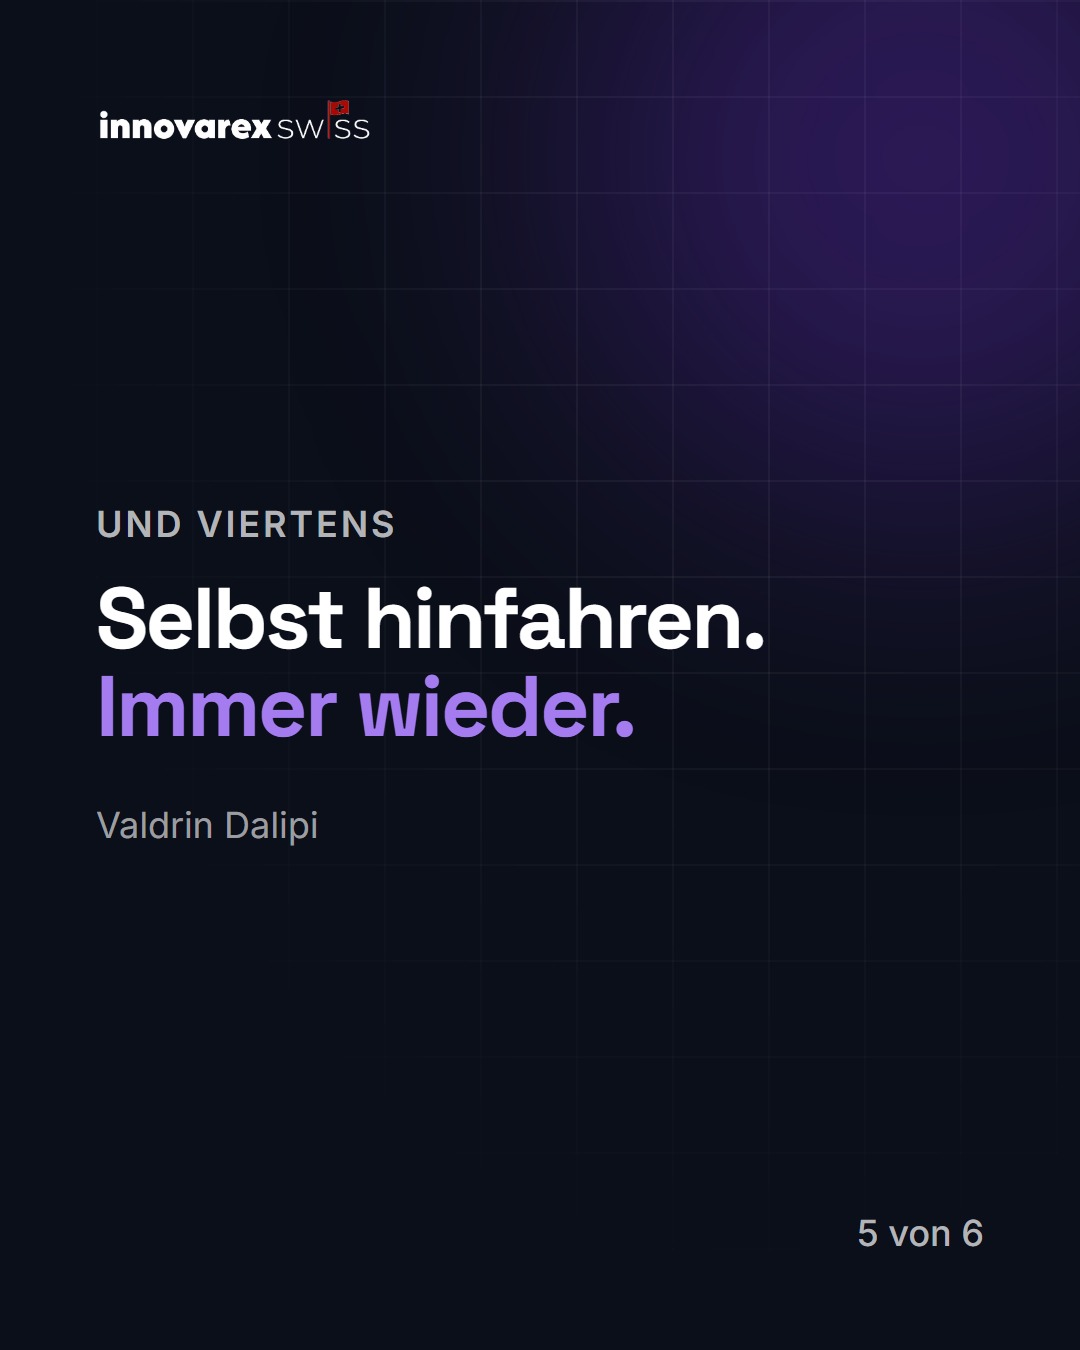 innovarex swiss
UND VIERTENS
Selbst hinfahren.
Immer wieder.
Valdrin Dalipi
5 von 6